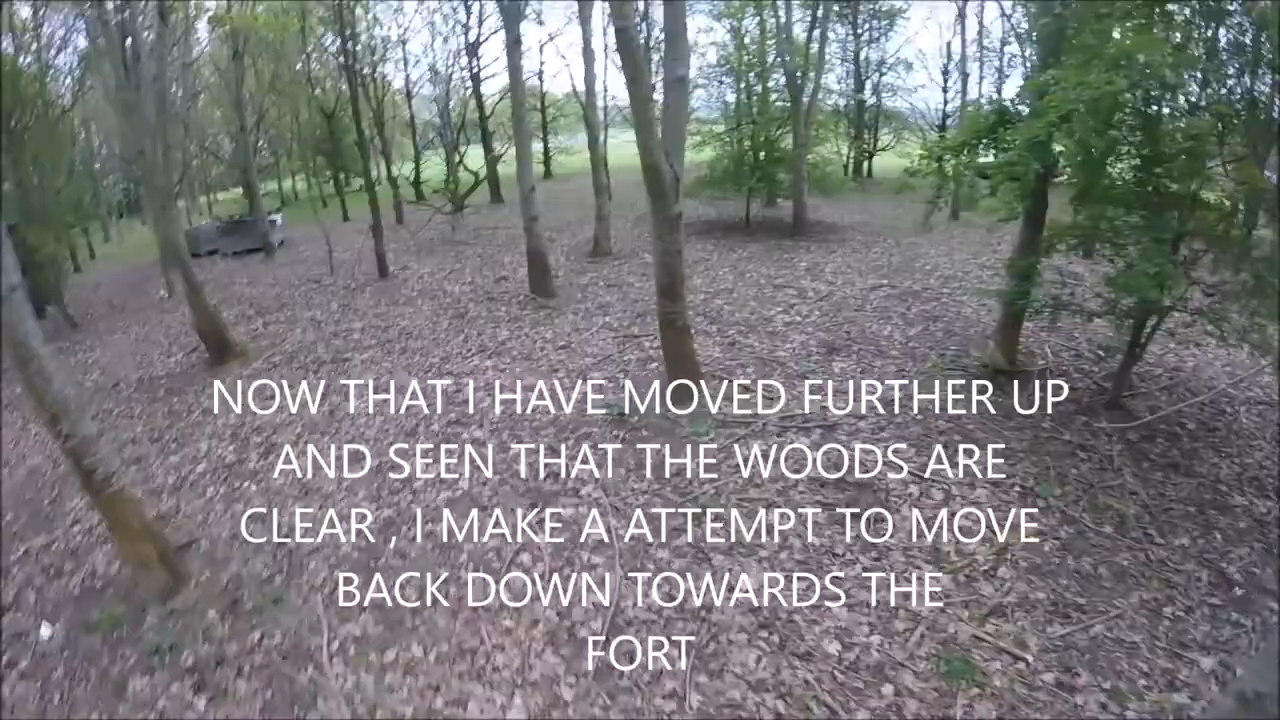 NOW THAT I HAVE MOVED FURTHER UP
AND SEEN THAT THE WOODS ARE
CLEAR , I MAKE A ATTEMPT TO MOVE
BACK DOWN TOWARDS THE
FORT